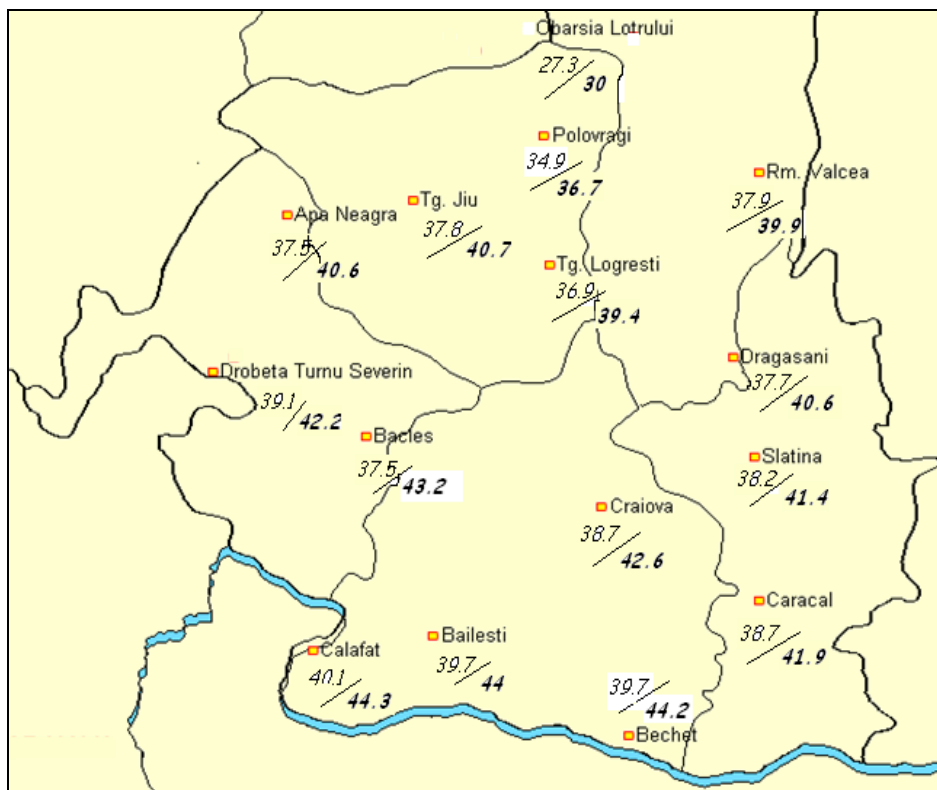 Obarsia Lotrului
27.3 / 30
Polovragi
34.9 / 36.7
Rm. Valcea
37.9 / 39.9
Tg. Jiu
37.8 / 40.7
Apa Neagra
37.5 / 40.6
Tg. Logresti
36.9 / 39.4
Dragasani
37.7 / 40.6
Drobeta Turnu Severin
39.1 / 42.2
Bacles
37.5 / 43.2
Slatina
38.2 / 41.4
Craiova
38.7 / 42.6
Caracal
38.7 / 41.9
Bailesti
39.7 / 44
Calafat
40.1 / 44.3
39.7 / 44.2
Bechet